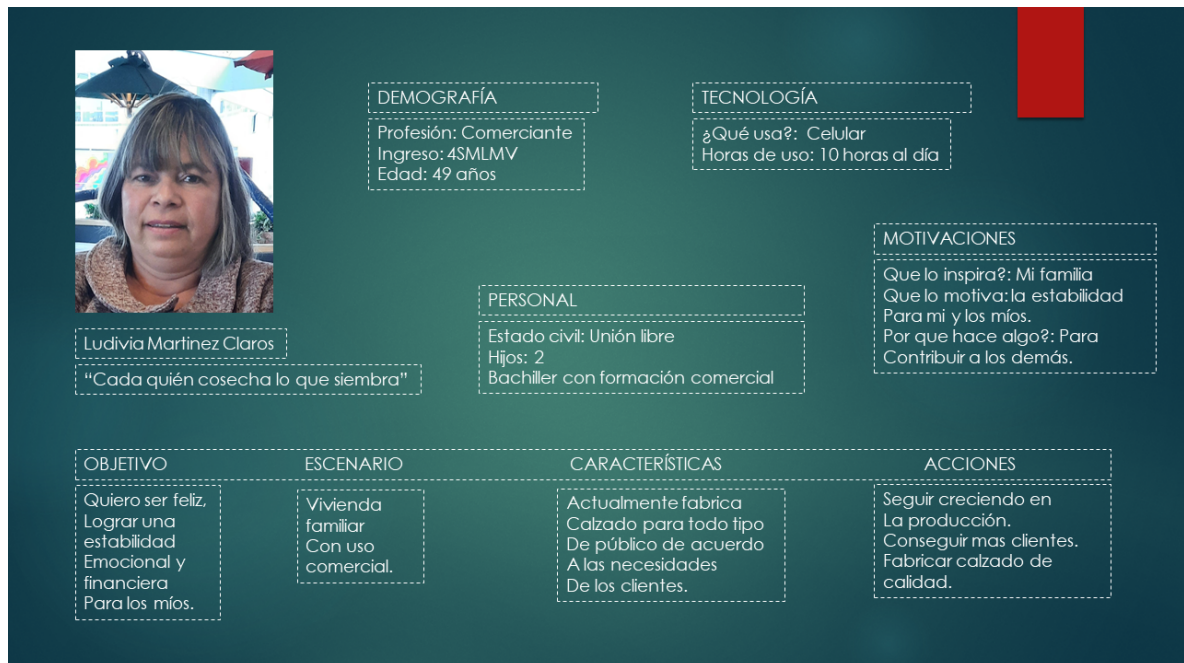 DEMOGRAFÍA
Profesión: Comerciante
Ingreso: 4SMLMV
Edad: 49 años
TECNOLOGÍA
¿Qué usa?: Celular
Horas de uso: 10 horas al día
MOTIVACIONES
Que lo inspira?: Mi familia
Que lo motiva: la estabilidad
Para mi y los míos.
Por que hace algo?: Para
Contribuir a los demás.
PERSONAL
Estado civil: Unión libre
Hijos: 2
Bachiller con formación comercial
Ludivia Martinez Claros
“Cada quién cosecha lo que siembra”
OBJETIVO
Quiero ser feliz,
Lograr una
estabilidad
Emocional y
financiera
Para los míos.
ESCENARIO
Vivienda
familiar
Con uso
comercial.
CARACTERÍSTICAS
Actualmente fabrica
Calzado para todo tipo
De público de acuerdo
A las necesidades
De los clientes.
ACCIONES
Seguir creciendo en
La producción.
Conseguir mas clientes.
Fabricar calzado de
calidad.